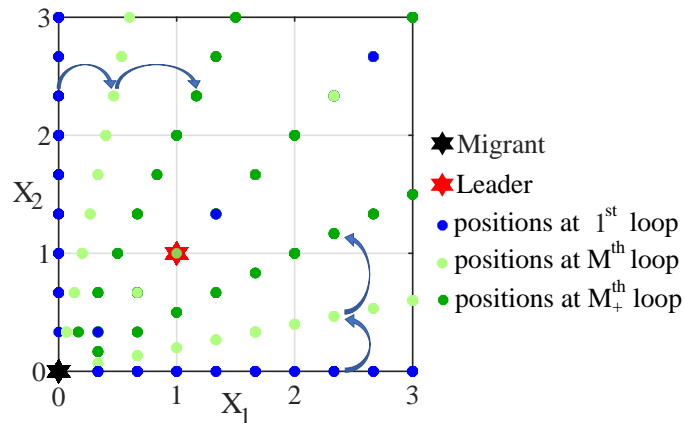 3
2
X2
1
0
0
1
2
3
X1
Migrant
Leader
positions at 1st loop
positions at Mth loop
positions at M+th loop